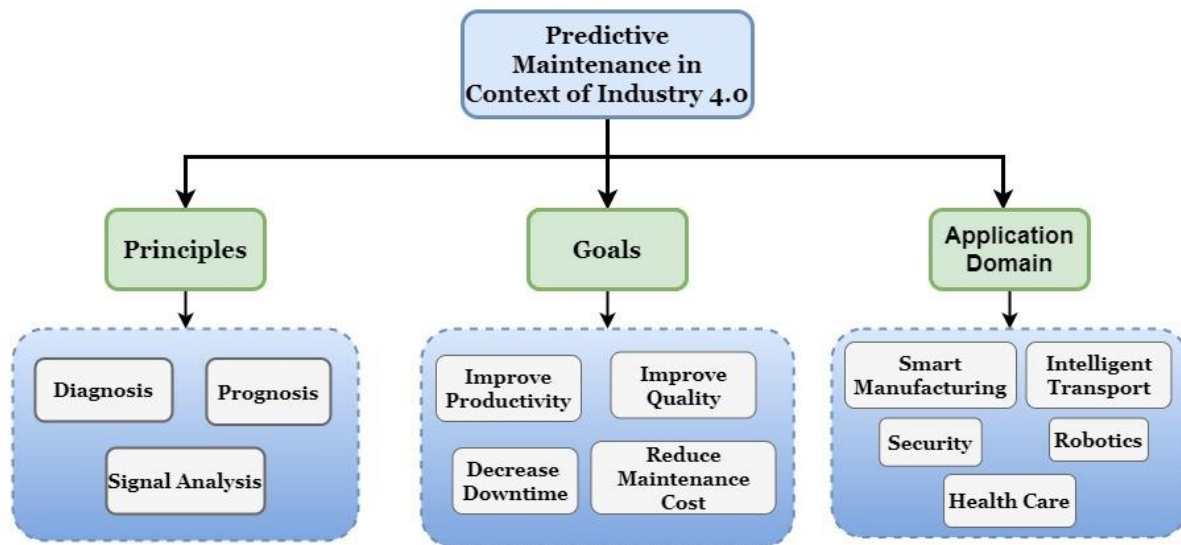 Predictive
Maintenance in
Context of Industry 4.0
Principles
Goals
Application
Domain
Diagnosis
Prognosis
Signal Analysis
Improve
Productivity
Improve
Quality
Decrease
Downtime
Reduce
Maintenance
Cost
Smart
Manufacturing
Intelligent
Transport
Security
Robotics
Health Care